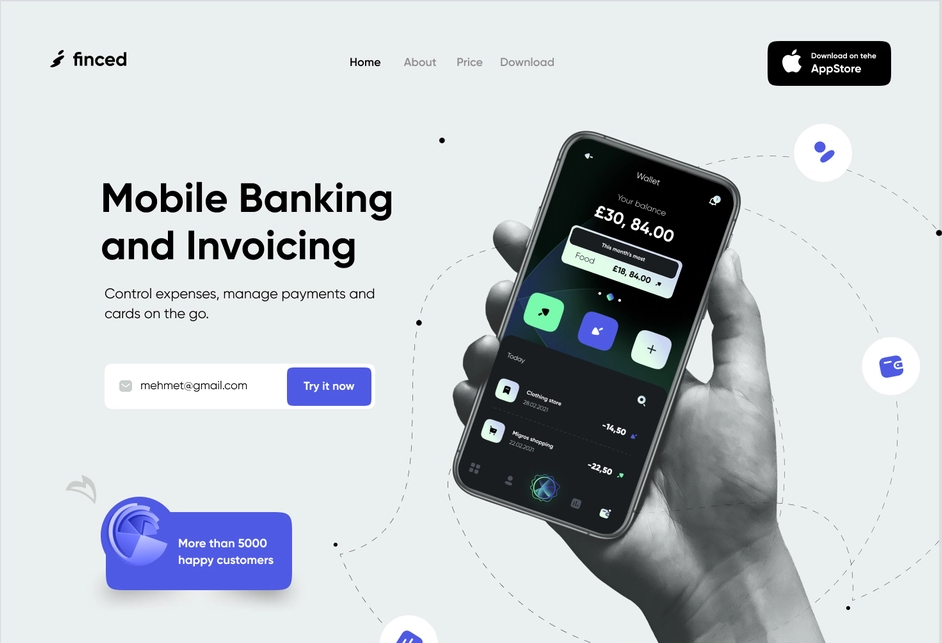 finced
Home
About
Price
Download
Download on tehe
AppStore
Mobile Banking
and Invoicing
Control expenses, manage payments and
cards on the go.
mehmet@gmail.com
Try it now
More than 5000
happy customers
Wallet
Your balance
£30, 84.00
This month's most
Food
£18, 84.00
Today
Clothing store
28.02.2021
-14,50
Migros shopping
22.02.2021
-22,50